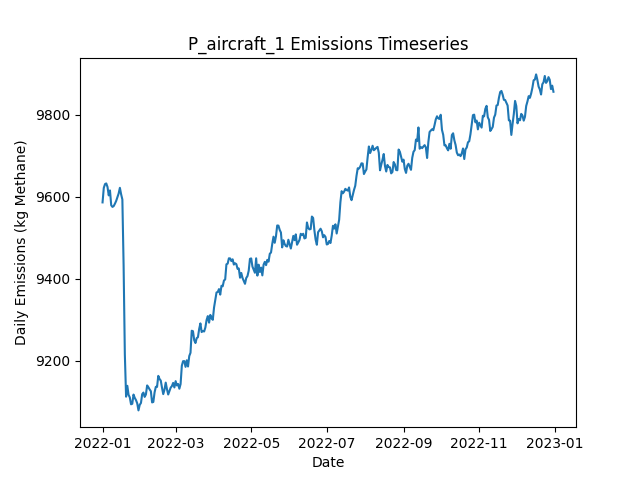 P_aircraft_1 Emissions Timeseries
Daily Emissions (kg Methane)
9800
9600
9400
9200
2022-01 2022-03 2022-05 2022-07 2022-09 2022-11 2023-01
Date